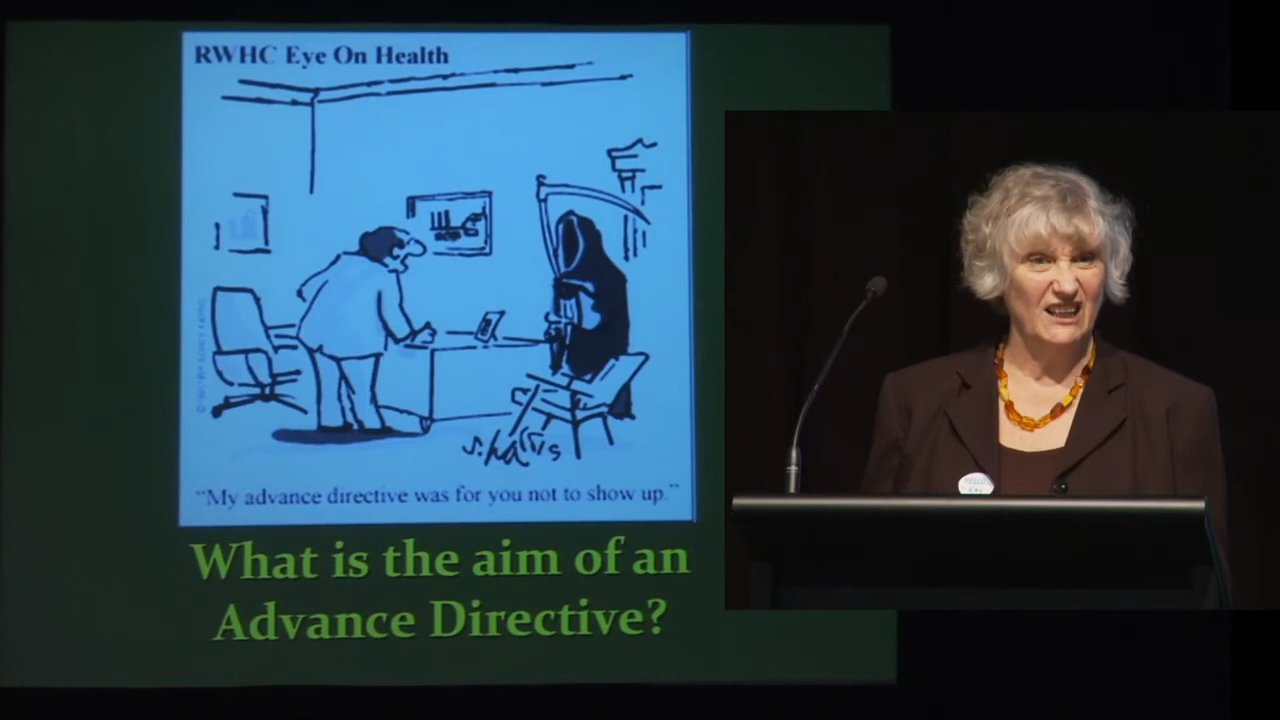 RWHC Eye On Health
s. harris
"My advance directive was for you not to show up."
What is the aim of an
Advance Directive?